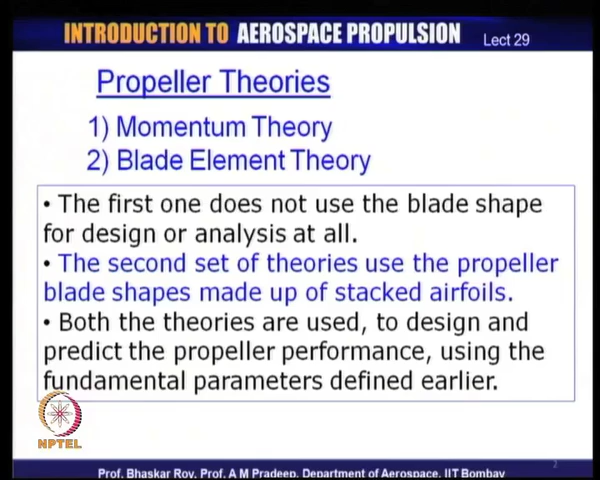 INTRODUCTION TO AEROSPACE PROPULSION Lect 29
Propeller Theories
1) Momentum Theory
2) Blade Element Theory
• The first one does not use the blade shape
for design or analysis at all.
• The second set of theories use the propeller
blade shapes made up of stacked airfoils.
• Both the theories are used, to design and
predict the propeller performance, using the
fundamental parameters defined earlier.
NPTEL
2
Prof. Bhaskar Roy, Prof. A M Pradeep, Department of Aerospace, IIT Bombay